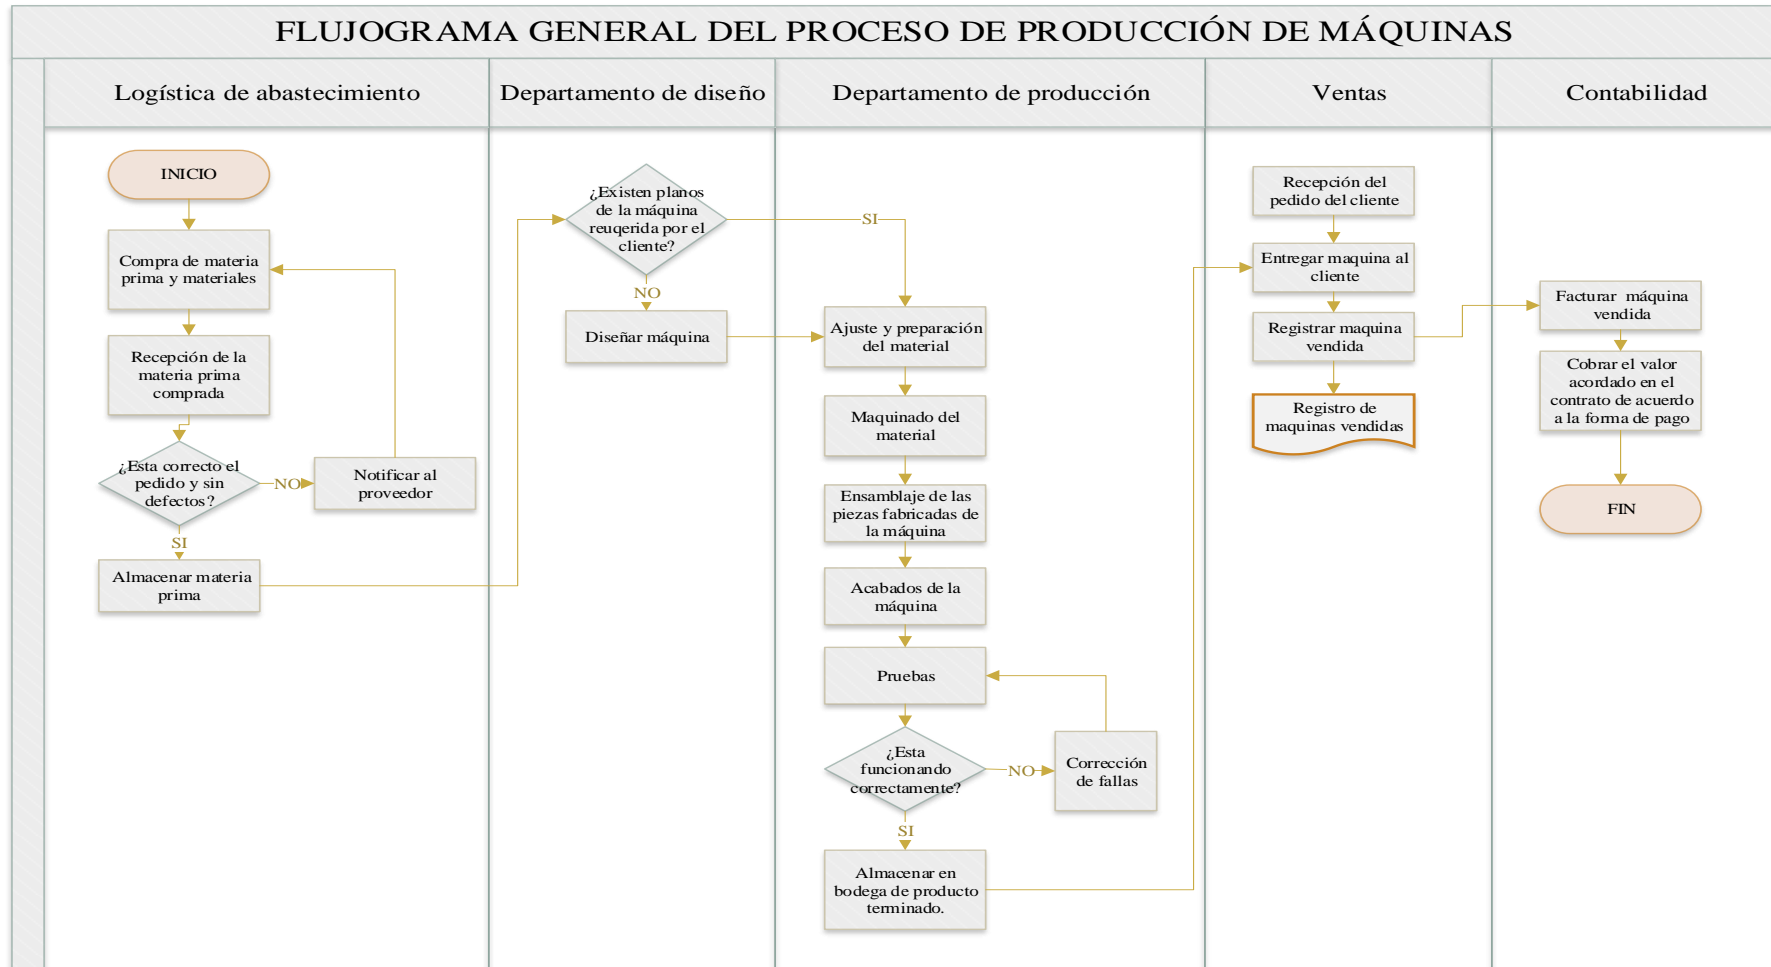 FLUJOGRAMA GENERAL DEL PROCESO DE PRODUCCIÓN DE MÁQUINAS
Logística de abastecimiento
Departamento de diseño
Departamento de producción
Ventas
Contabilidad
INICIO
Compra de materia
prima y materiales
Recepción de la
materia prima
comprada
¿Esta correcto el
pedido y sin
defectos?
NO
Notificar al
proveedor
SI
Almacenar materia
prima
¿Existen planos
de la máquina
reuqerida por el
cliente?
SI
NO
Diseñar máquina
Ajuste y preparación
del material
Maquinado del
material
Ensamblaje de las
piezas fabricadas de
la máquina
Acabados de la
máquina
Pruebas
¿Esta
funcionando
correctamente?
NO
Corrección
de fallas
SI
Almacenar en
bodega de producto
terminado.
Recepción del
pedido del cliente
Entregar maquina al
cliente
Registrar maquina
vendida
Registro de
maquinas vendidas
Facturar máquina
vendida
Cobrar el valor
acordado en el
contrato de acuerdo
a la forma de pago
FIN